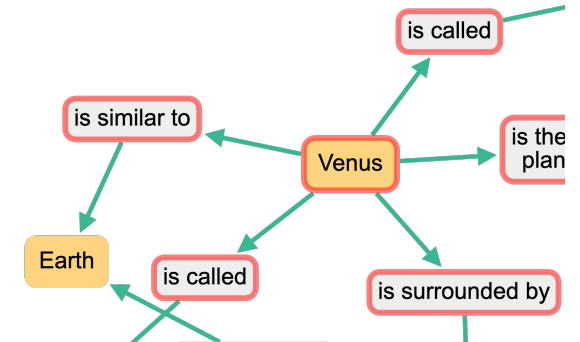 is called
is similar to
is the
plan
Venus
Earth
is called
is surrounded by